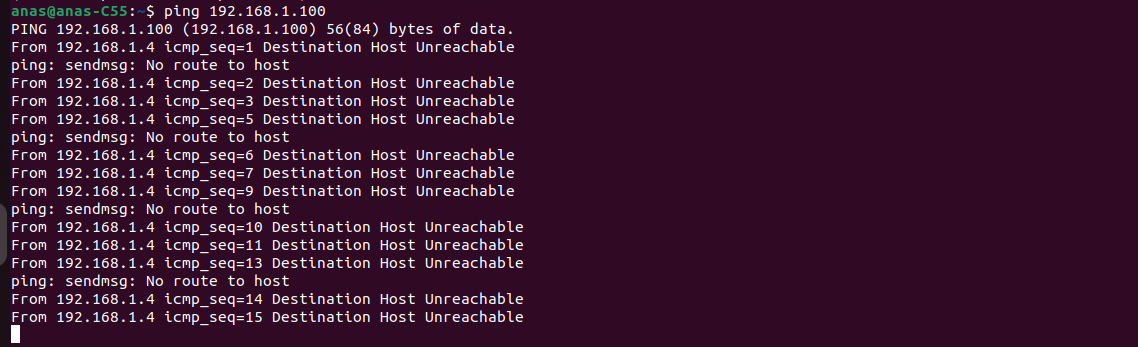 anas@anas-C55:~$ ping 192.168.1.100
PING 192.168.1.100 (192.168.1.100) 56(84) bytes of data.
From 192.168.1.4 icmp_seq=1 Destination Host Unreachable
ping: sendmsg: No route to host
From 192.168.1.4 icmp_seq=2 Destination Host Unreachable
From 192.168.1.4 icmp_seq=3 Destination Host Unreachable
From 192.168.1.4 icmp_seq=5 Destination Host Unreachable
ping: sendmsg: No route to host
From 192.168.1.4 icmp_seq=6 Destination Host Unreachable
From 192.168.1.4 icmp_seq=7 Destination Host Unreachable
From 192.168.1.4 icmp_seq=9 Destination Host Unreachable
ping: sendmsg: No route to host
From 192.168.1.4 icmp_seq=10 Destination Host Unreachable
From 192.168.1.4 icmp_seq=11 Destination Host Unreachable
From 192.168.1.4 icmp_seq=13 Destination Host Unreachable
ping: sendmsg: No route to host
From 192.168.1.4 icmp_seq=14 Destination Host Unreachable
From 192.168.1.4 icmp_seq=15 Destination Host Unreachable